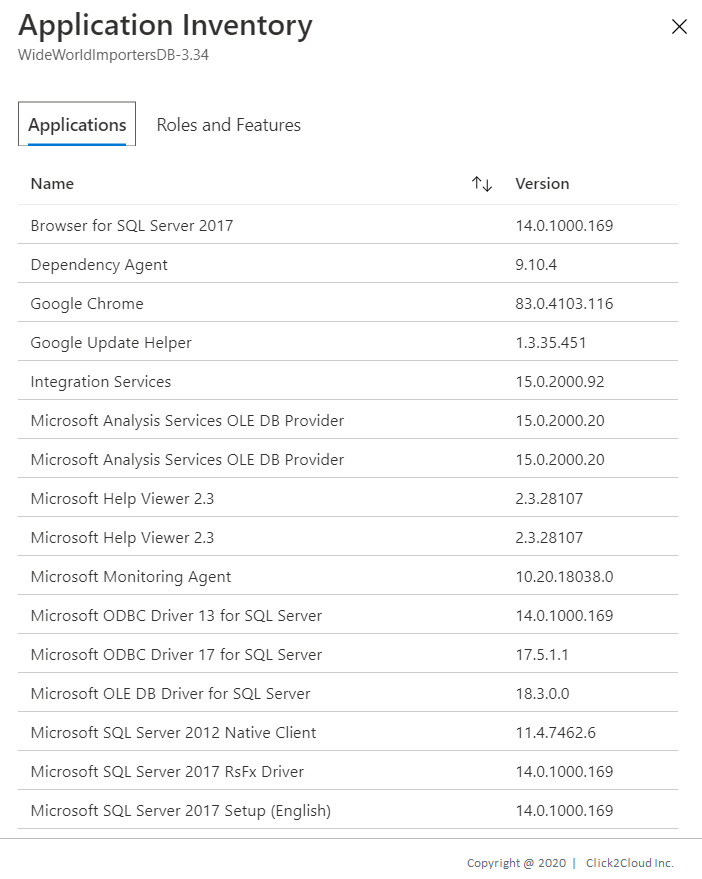 Application Inventory
WideWorldImportersDB-3.34
Applications Roles and Features
Name Version
Browser for SQL Server 2017 14.0.1000.169
Dependency Agent 9.10.4
Google Chrome 83.0.4103.116
Google Update Helper 1.3.35.451
Integration Services 15.0.2000.92
Microsoft Analysis Services OLE DB Provider 15.0.2000.20
Microsoft Analysis Services OLE DB Provider 15.0.2000.20
Microsoft Help Viewer 2.3 2.3.28107
Microsoft Help Viewer 2.3 2.3.28107
Microsoft Monitoring Agent 10.20.18038.0
Microsoft ODBC Driver 13 for SQL Server 14.0.1000.169
Microsoft ODBC Driver 17 for SQL Server 17.5.1.1
Microsoft OLE DB Driver for SQL Server 18.3.0.0
Microsoft SQL Server 2012 Native Client 11.4.7462.6
Microsoft SQL Server 2017 RsFx Driver 14.0.1000.169
Microsoft SQL Server 2017 Setup (English) 14.0.1000.169
Copyright @ 2020 | Click2Cloud Inc.